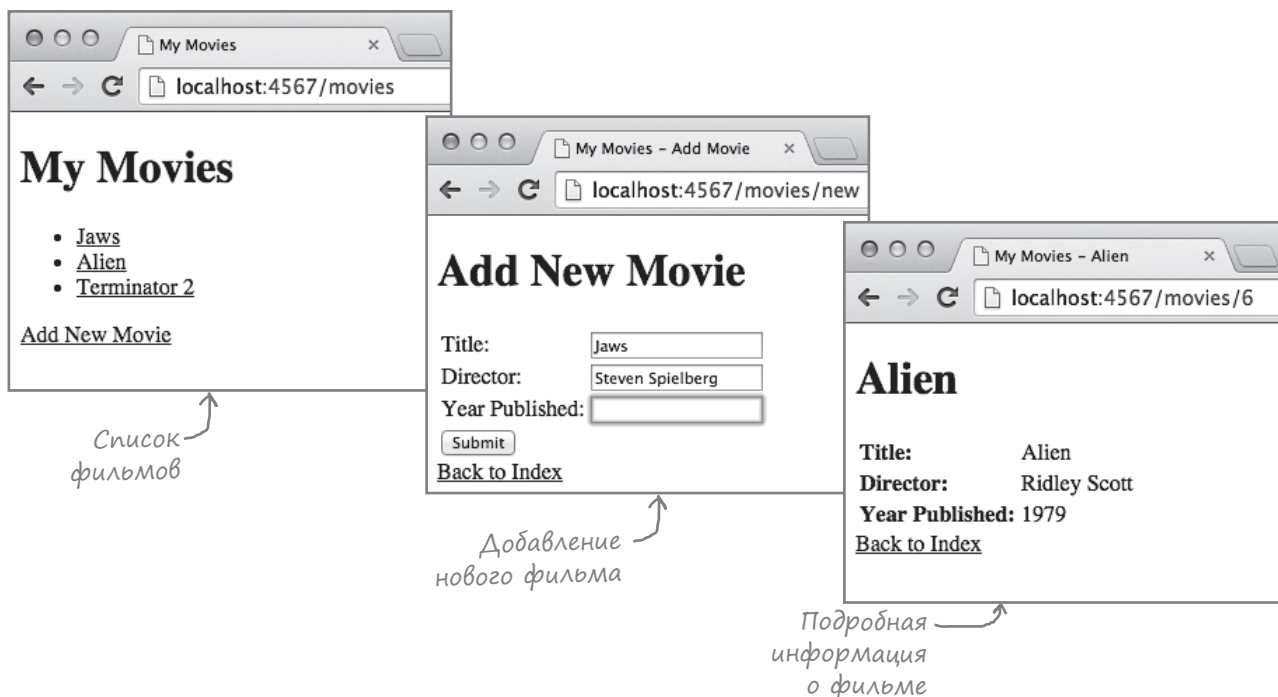 My Movies
localhost:4567/movies
My Movies
Jaws
Alien
Terminator 2
Add New Movie
Список
фильмов
My Movies – Add Movie
localhost:4567/movies/new
Add New Movie
Title: Jaws
Director: Steven Spielberg
Year Published:
Submit
Back to Index
Добавление
нового фильма
My Movies – Alien
localhost:4567/movies/6
Alien
Title: Alien
Director: Ridley Scott
Year Published: 1979
Back to Index
Подробная
информация
о фильме